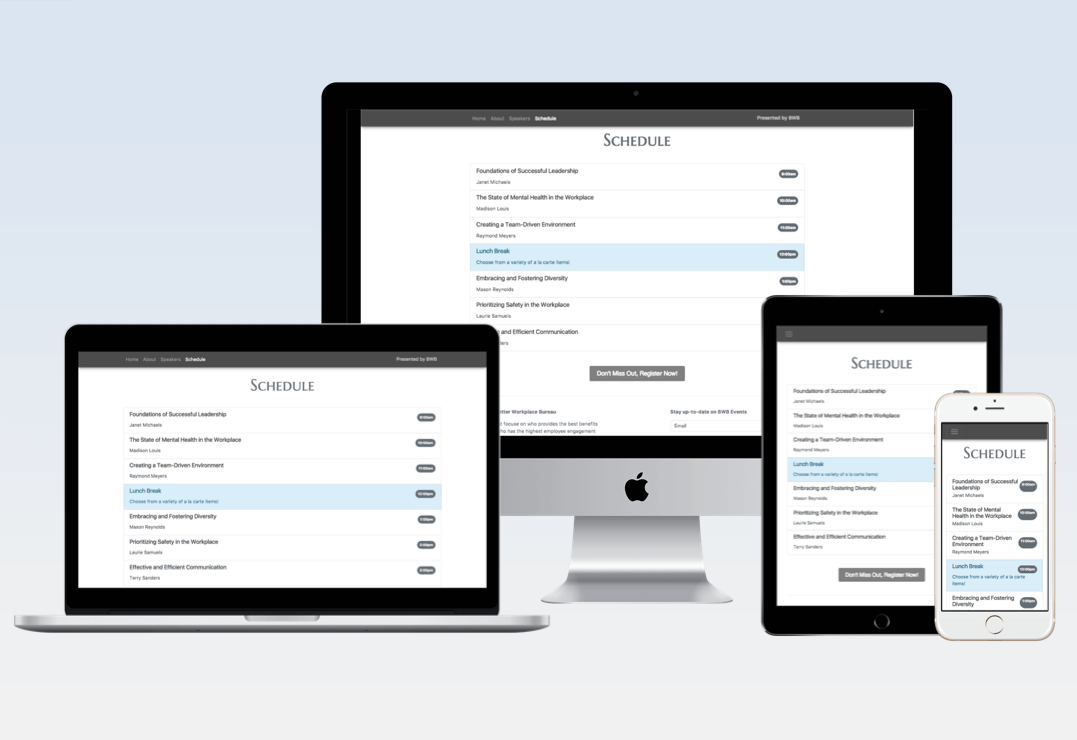 Home About Speakers Schedule Presented by BWB
SCHEDULE
Foundations of Successful Leadership 9:00am
Janet Michaels
The State of Mental Health in the Workplace 10:00am
Madison Louis
Creating a Team-Driven Environment 11:00am
Raymond Meyers
Lunch Break 12:00pm
Choose from a variety of a la carte items!
Embracing and Fostering Diversity 1:00pm
Mason Reynolds
Prioritizing Safety in the Workplace
Laurie Samuels
and Efficient Communication
Don't Miss Out, Register Now!
Workplace Bureau Stay up-to-date on BWB Events
focus on who provides the best benefits Email
has the highest employee engagement
Home About Speakers Schedule Presented by BWB
SCHEDULE
Foundations of Successful Leadership 9:00am
Janet Michaels
The State of Mental Health in the Workplace 10:00am
Madison Louis
Creating a Team-Driven Environment 11:00am
Raymond Meyers
Lunch Break 12:00pm
Choose from a variety of a la carte items!
Embracing and Fostering Diversity 1:00pm
Mason Reynolds
Prioritizing Safety in the Workplace 2:00pm
Laurie Samuels
Effective and Efficient Communication 3:00pm
Terry Sanders
SCHEDULE
Foundations of Successful Leadership
Janet Michaels
The State of Mental Health in the Workplace
Madison Louis
Creating a Team-Driven Environment
Raymond Meyers
Lunch Break
Choose from a variety of a la carte items!
Embracing and Fostering Diversity
Mason Reynolds
Prioritizing Safety in the Workplace
Laurie Samuels
Effective and Efficient Communication
Terry Sanders
Don't Miss Out, Register Now!
SCHEDULE
Foundations of Successful 9:00am
Leadership
Janet Michaels
The State of Mental 10:00am
Health in the Workplace
Madison Louis
Creating a Team-Driven 11:00am
Environment
Raymond Meyers
Lunch Break 12:00pm
Choose from a variety of a la carte
items!
Embracing and Fostering 1:00pm
Diversity